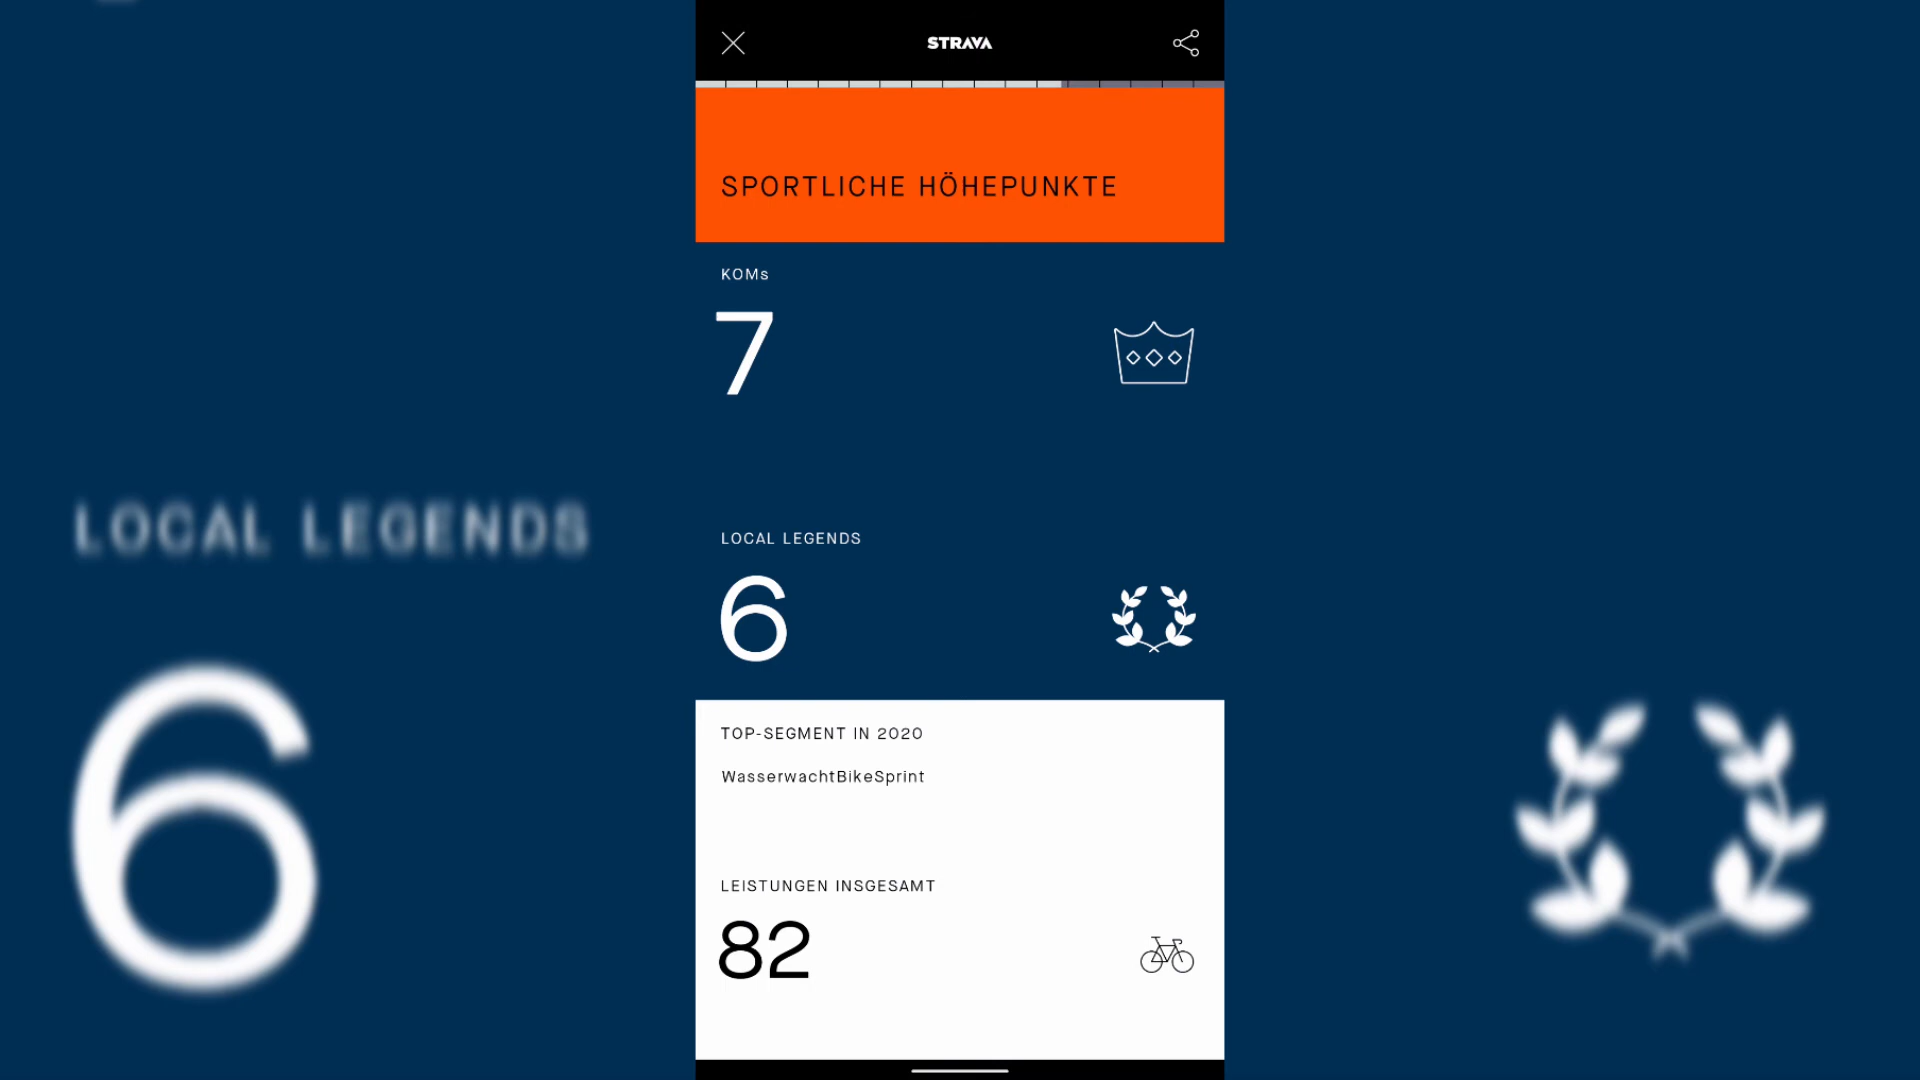 STRAVA
SPORTLICHE HÖHEPUNKTE
KOMs
7
LOCAL LEGENDS
6
LOCAL LEGENDS
6
TOP-SEGMENT IN 2020
WasserwachtBikeSprint
LEISTUNGEN INSGESAMT
82